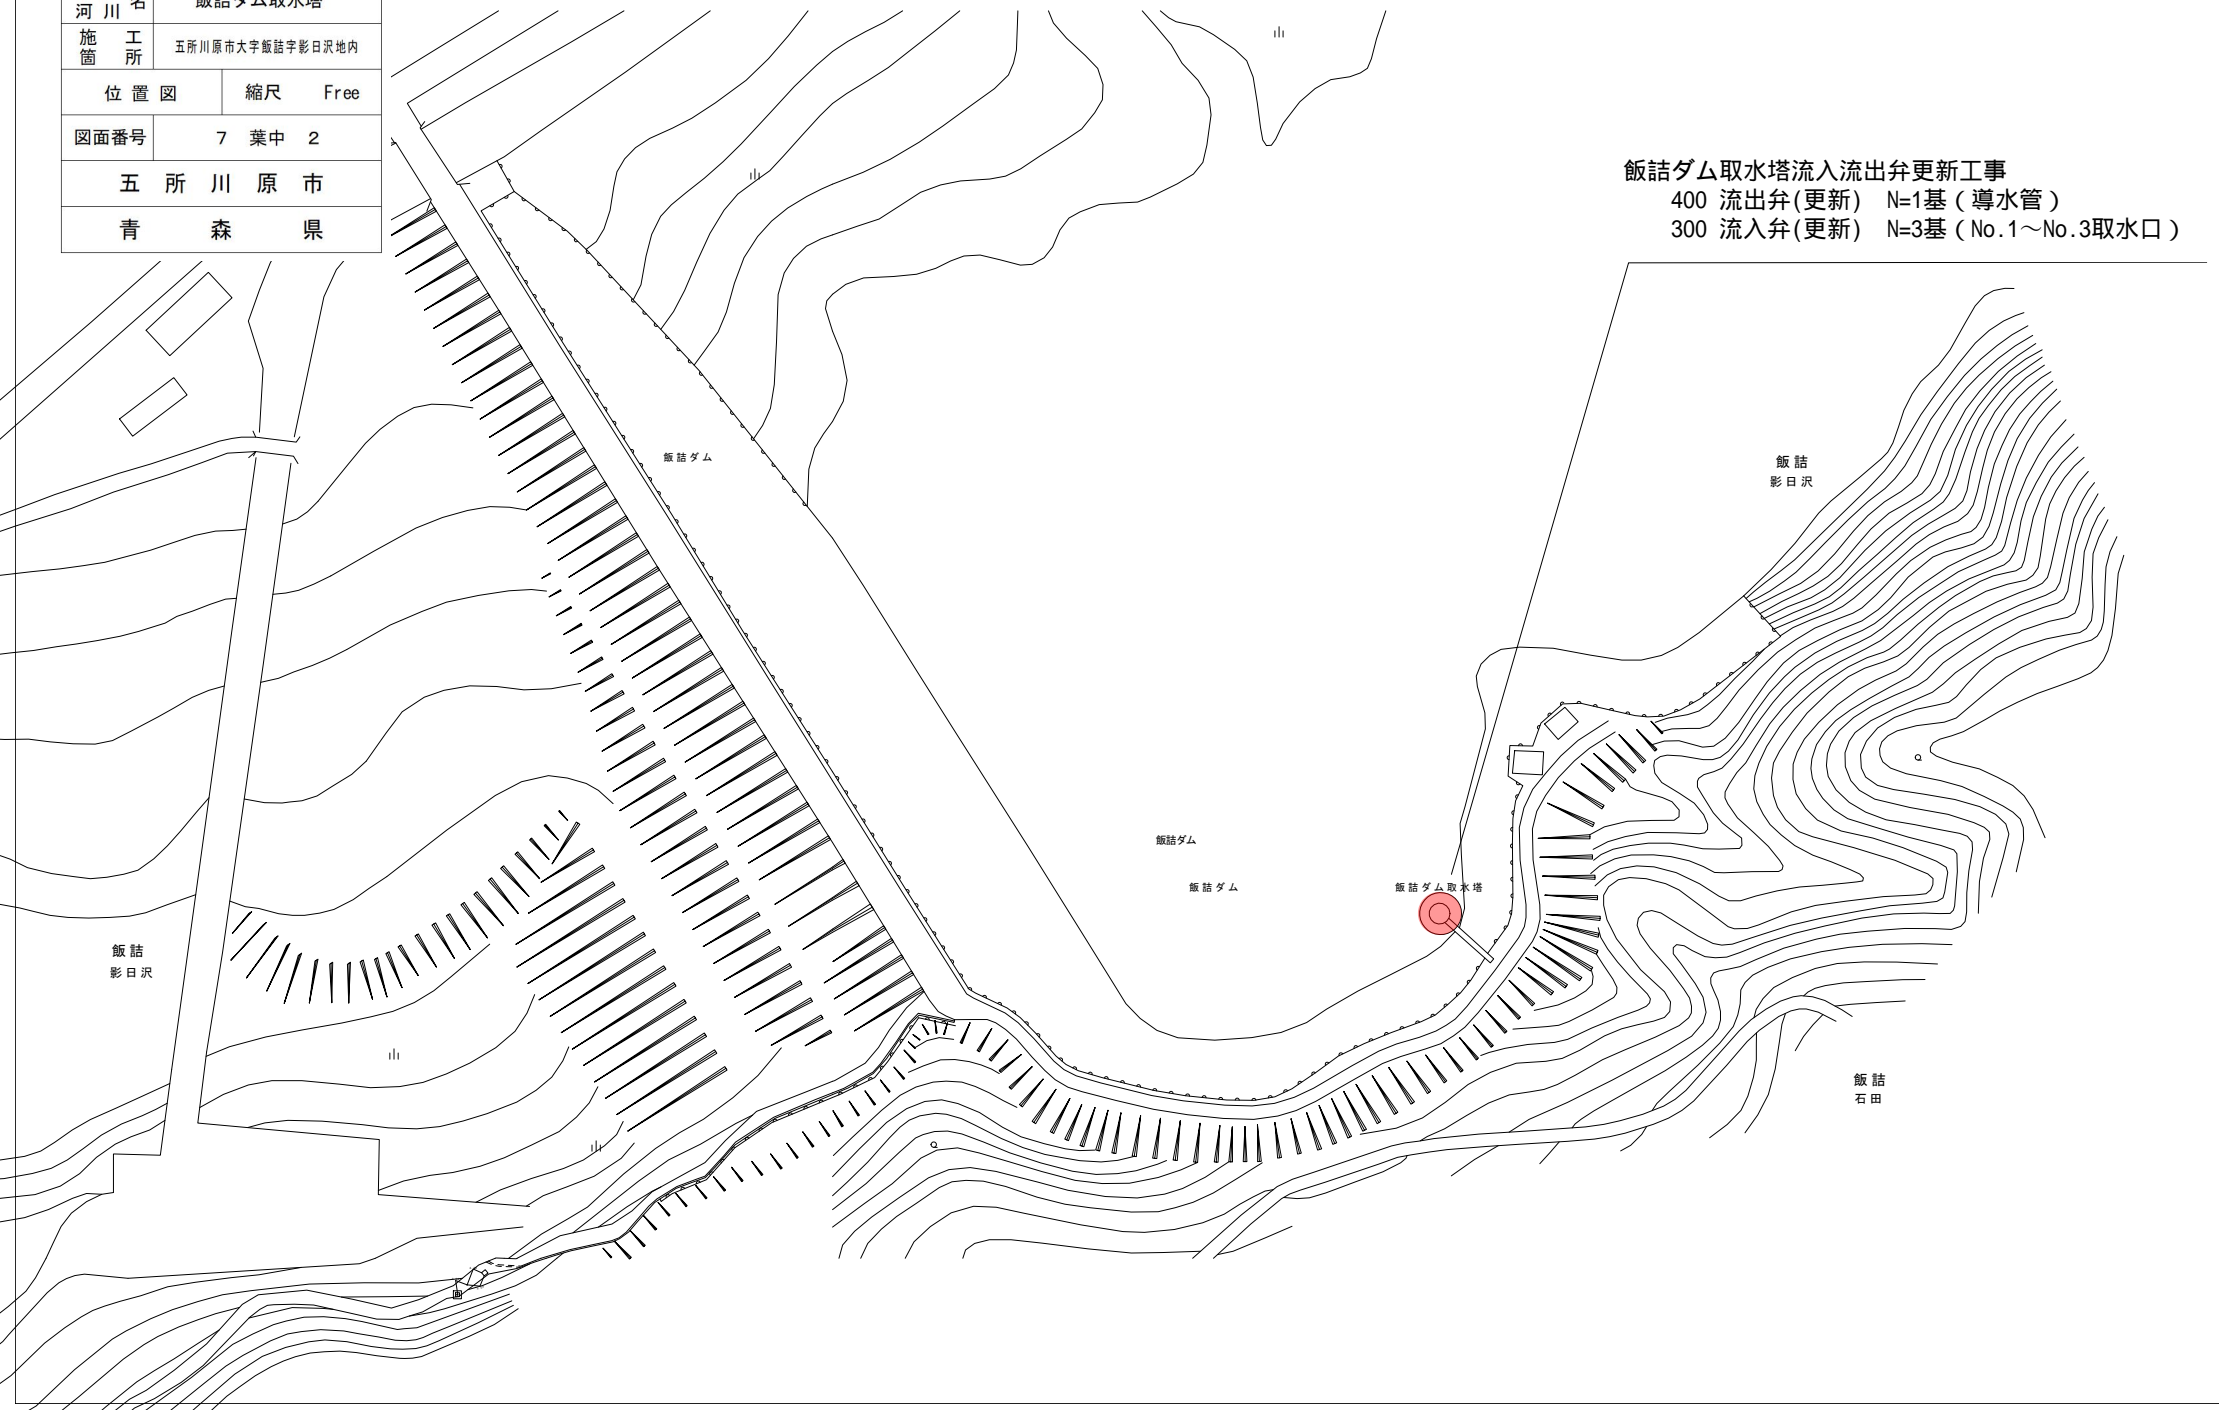 河川名 飯詰ダム取水塔
施工箇所 五所川原市大字飯詰字影日沢地内
位置図 縮尺 Free
図面番号 7 葉中 2
五所川原市
青森県
飯詰ダム取水塔流入流出弁更新工事
400 流出弁(更新) N=1基(導水管)
300 流入弁(更新) N=3基(No.1～No.3取水口)
飯詰ダム
飯詰
影日沢
飯詰ダム
飯詰ダム
飯詰ダム取水塔
飯詰
影日沢
飯詰
石田